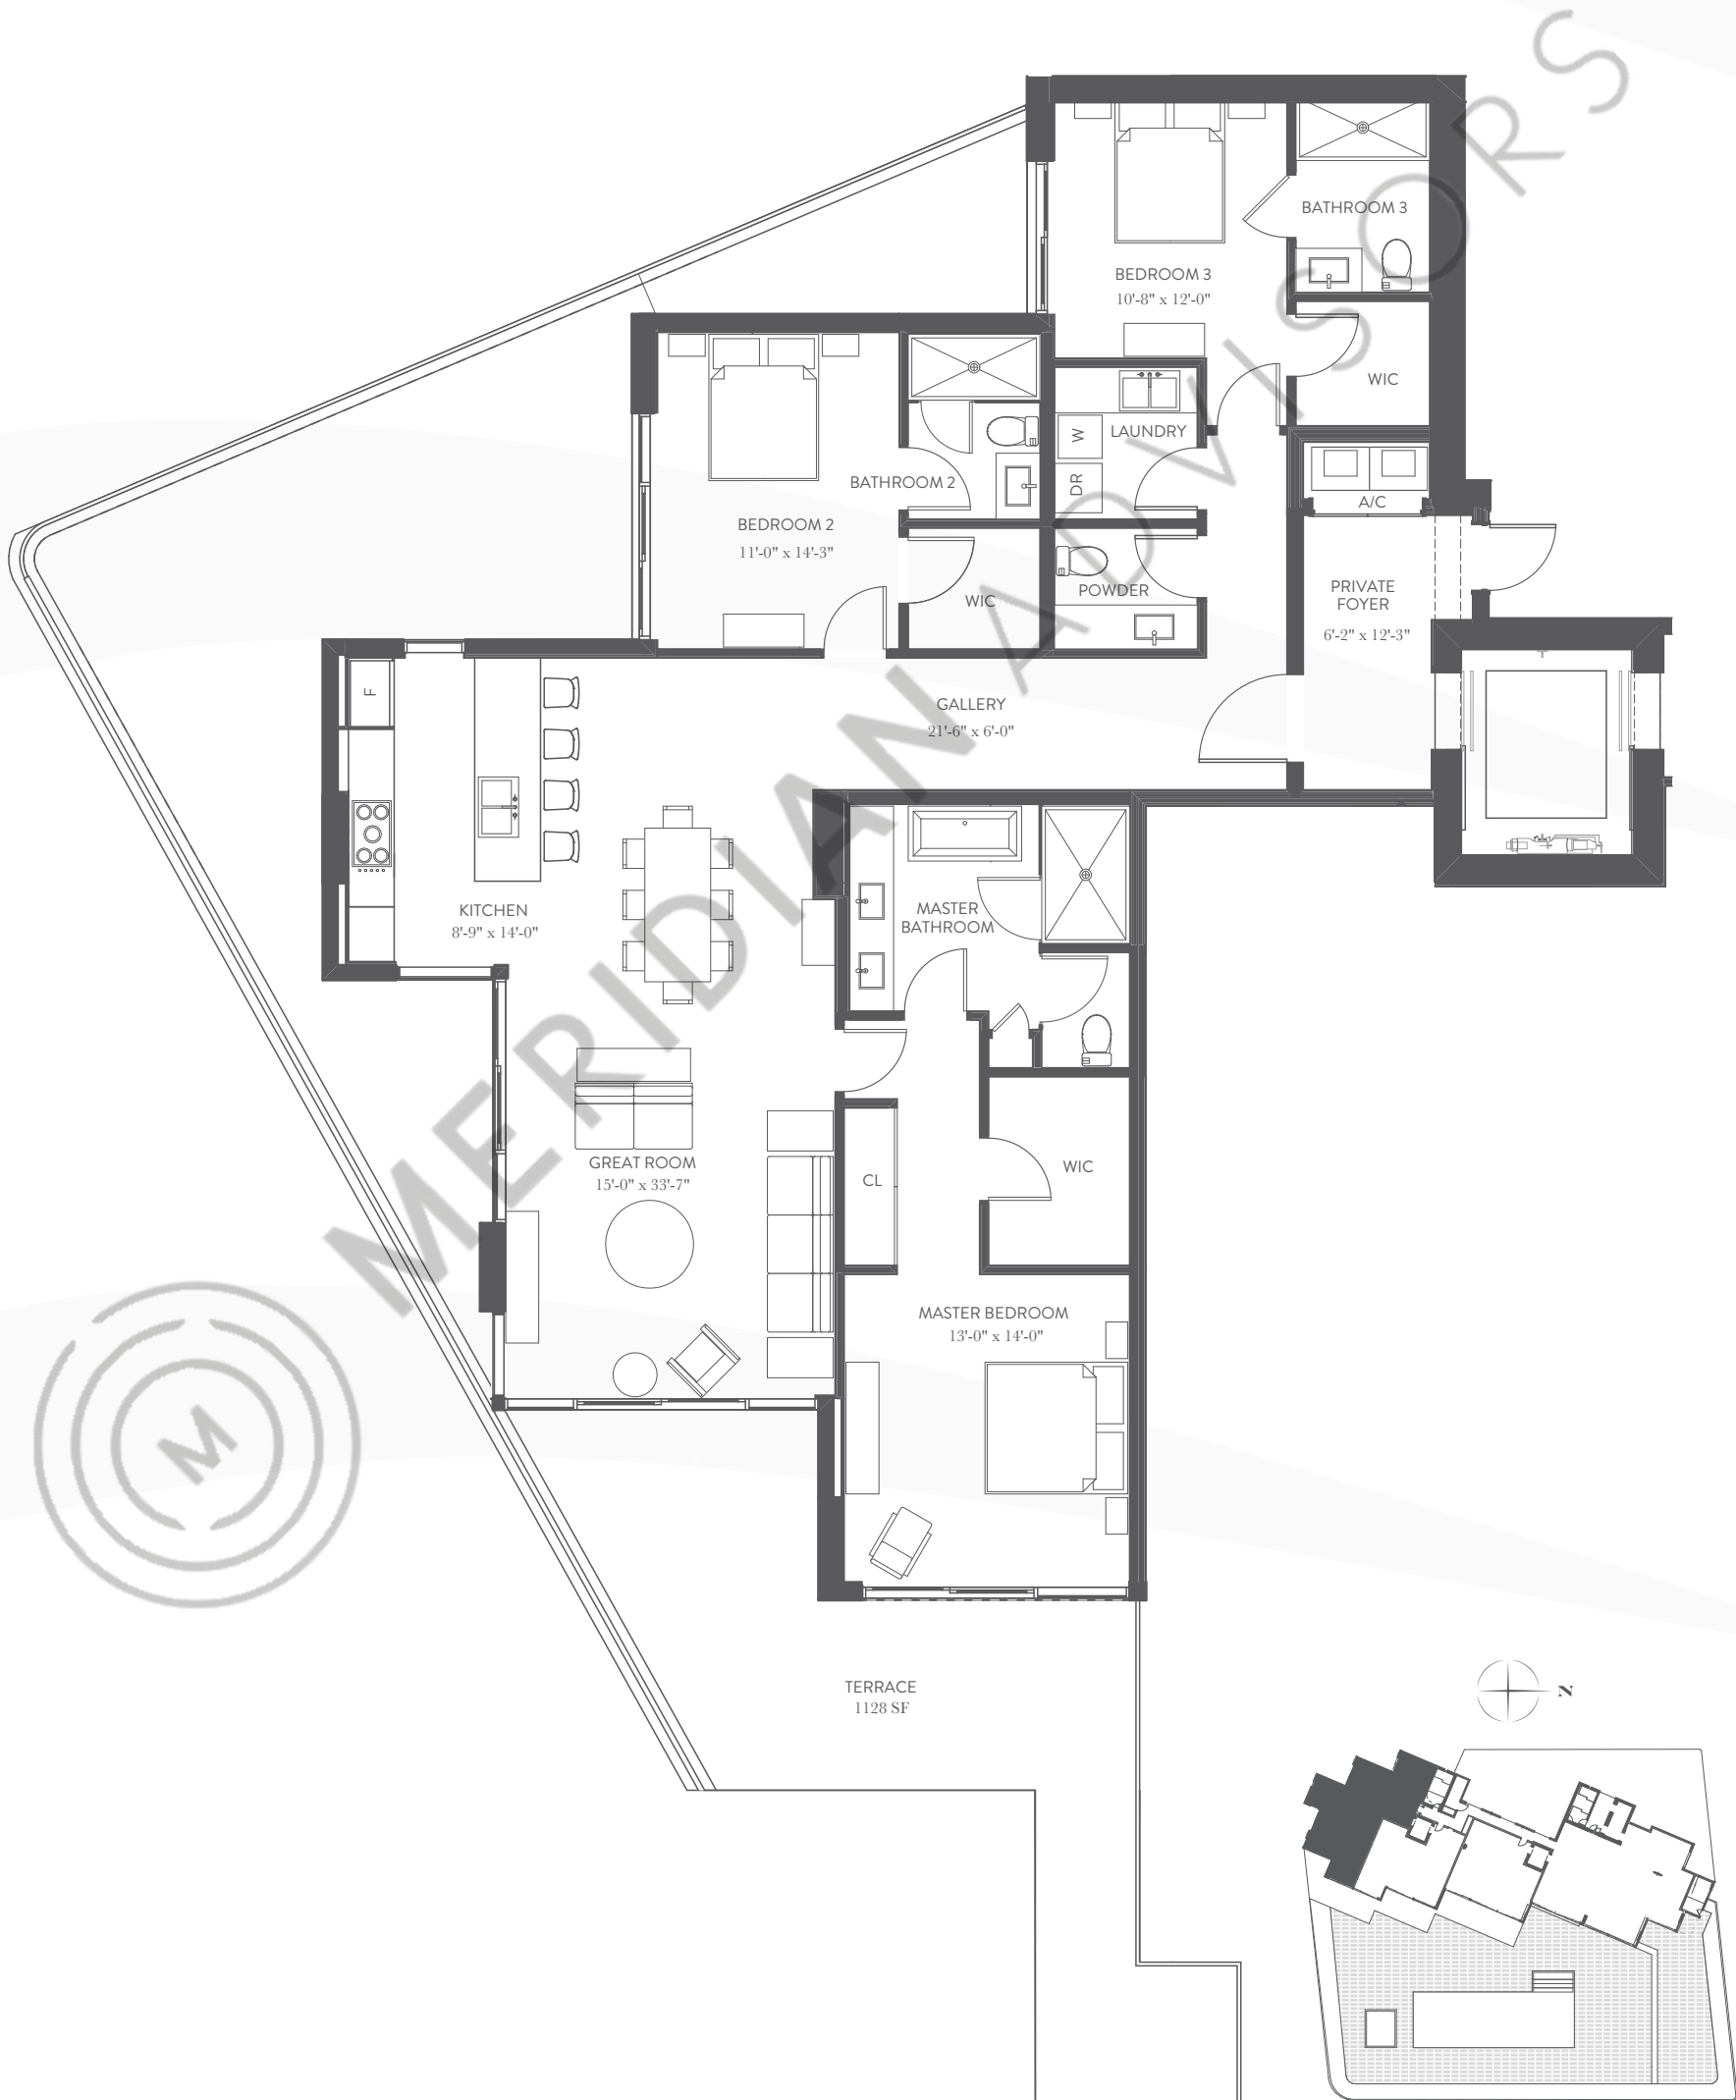 BATHROOM 3
BEDROOM 3
10'-8" x 12'-0"
WIC
LAUNDRY
W
DR
A/C
BATHROOM 2
BEDROOM 2
11'-0" x 14'-3"
WIC
POWDER
PRIVATE
FOYER
6'-2" x 12'-3"
F
GALLERY
21'-6" x 6'-0"
KITCHEN
8'-9" x 14'-0"
MASTER
BATHROOM
GREAT ROOM
15'-0" x 33'-7"
CL
WIC
MASTER BEDROOM
13'-0" x 14'-0"
TERRACE
1128 SF
N
M
MERIDIAN ADVISORS